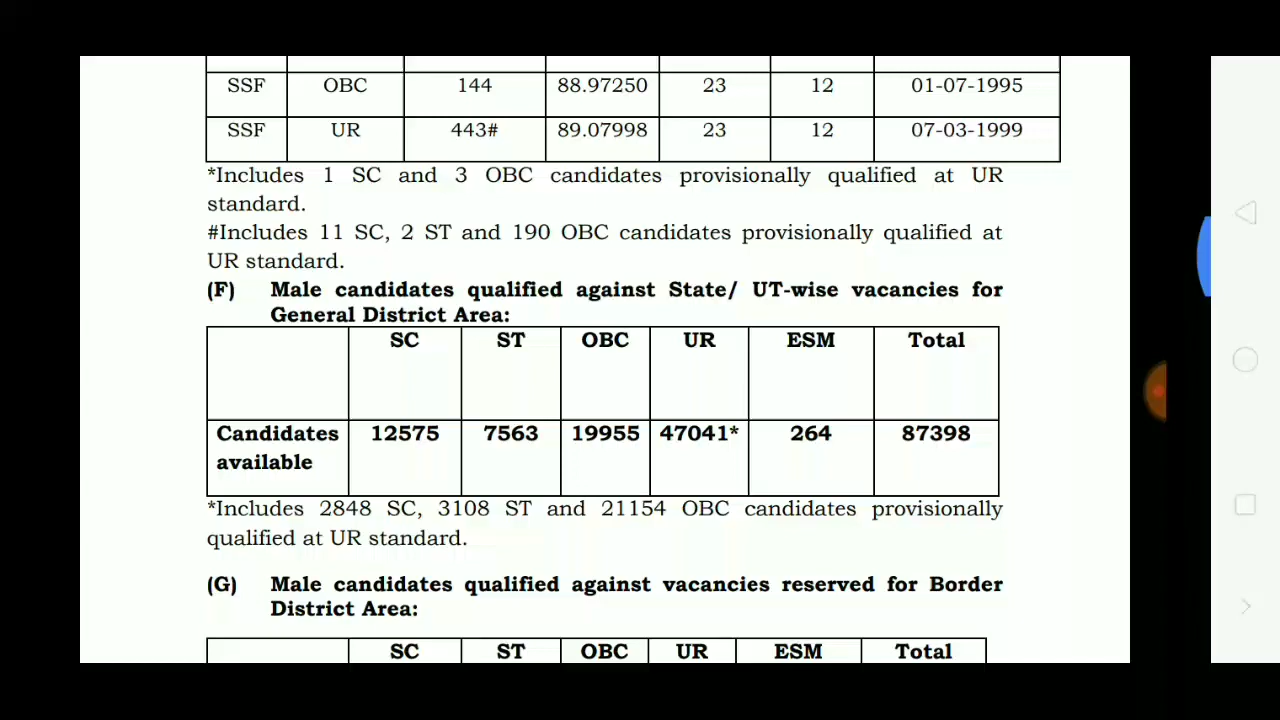 SSF OBC 144 88.97250 23 12 01-07-1995
SSF UR 443# 89.07998 23 12 07-03-1999
*Includes 1 SC and 3 OBC candidates provisionally qualified at UR
standard.
#Includes 11 SC, 2 ST and 190 OBC candidates provisionally qualified at
UR standard.
(F) Male candidates qualified against State/ UT-wise vacancies for
General District Area:
SC ST OBC UR ESM Total
Candidates 12575 7563 19955 47041* 264 87398
available
*Includes 2848 SC, 3108 ST and 21154 OBC candidates provisionally
qualified at UR standard.
(G) Male candidates qualified against vacancies reserved for Border
District Area:
SC ST OBC UR ESM Total